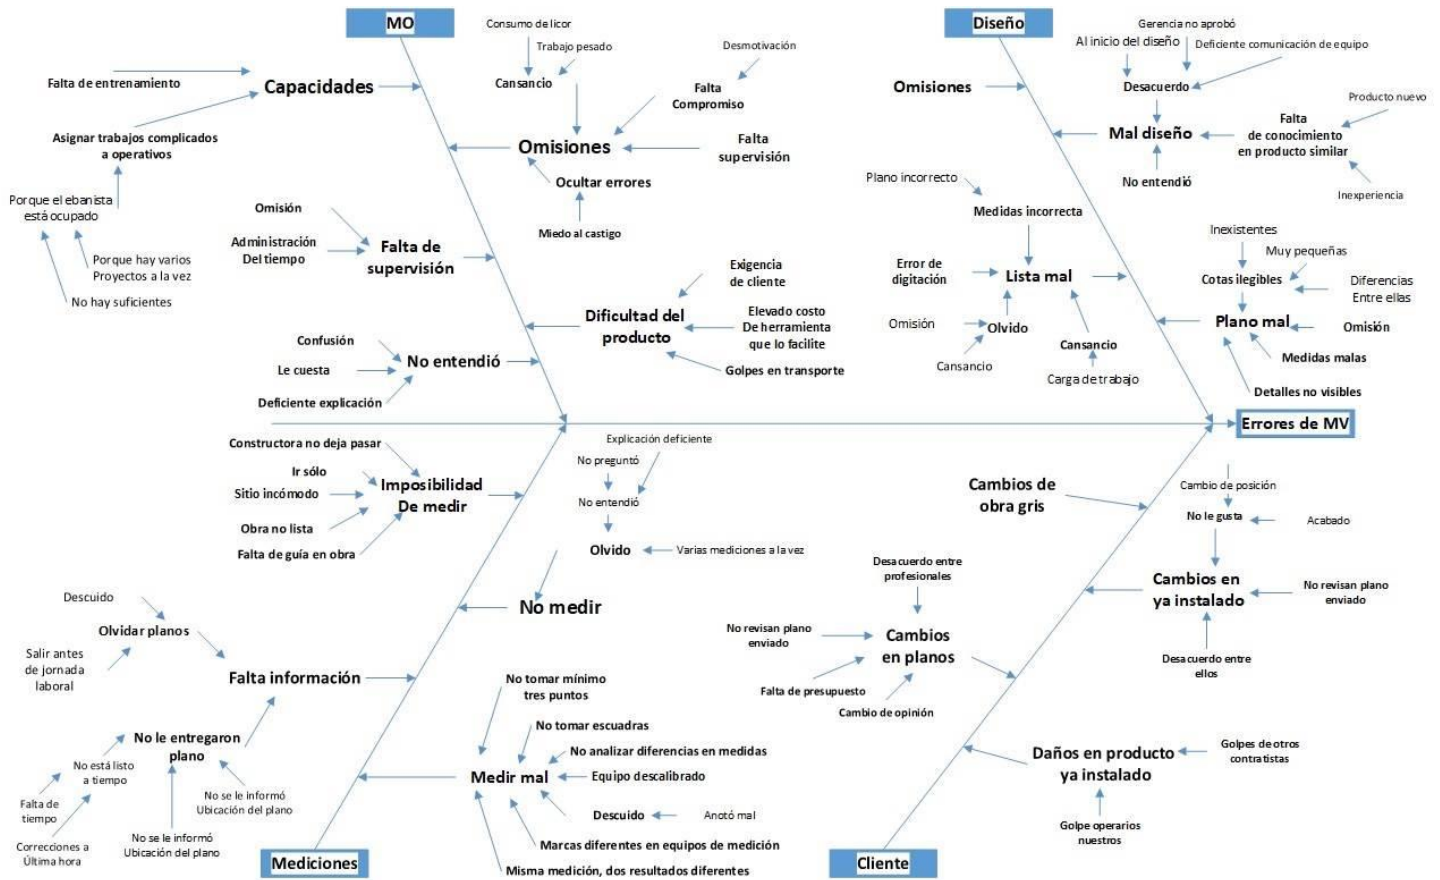 MO
Consumo de licor
Trabajo pesado
Cansancio
Desmotivación
Falta
Compromiso
Falta de entrenamiento
Capacidades
Asignar trabajos complicados
a operativos
Porque el ebanista
está ocupado
Porque hay varios
Proyectos a la vez
No hay suficientes
Omisiones
Falta
supervisión
Ocultar errores
Miedo al castigo
Omisión
Administración
Del tiempo
Falta de
supervisión
Exigencia
de cliente
Dificultad del
producto
Elevado costo
De herramienta
que lo facilite
Golpes en transporte
Confusión
Le cuesta
Deficiente explicación
No entendió
Diseño
Gerencia no aprobó
Al inicio del diseño
Deficiente comunicación de equipo
Desacuerdo
Omisiones
Mal diseño
Producto nuevo
Falta
de conocimiento
en producto similar
No entendió
Inexperiencia
Plano incorrecto
Medidas incorrecta
Error de
digitación
Lista mal
Omisión
Olvido
Cansancio
Cansancio
Carga de trabajo
Inexistentes
Muy pequeñas
Cotas ilegibles
Diferencias
Entre ellas
Plano mal
Omisión
Medidas malas
Detalles no visibles
Errores de MV
Constructora no deja pasar
Ir sólo
Sitio incómodo
Obra no lista
Falta de guía en obra
Imposibilidad
De medir
Explicación deficiente
No preguntó
No entendió
Olvido
Varias mediciones a la vez
No medir
Descuido
Olvidar planos
Salir antes
de jornada
laboral
Falta información
No le entregaron
plano
No está listo
a tiempo
Falta de
tiempo
Correcciones a
Última hora
No se le informó
Ubicación del plano
No se le informó
Ubicación del plano
No tomar mínimo
tres puntos
No tomar escuadras
No analizar diferencias en medidas
Medir mal
Equipo descalibrado
Descuido
Anotó mal
Marcas diferentes en equipos de medición
Misma medición, dos resultados diferentes
Mediciones
Cambios de
obra gris
Cambio de posición
No le gusta
Acabado
Desacuerdo entre
profesionales
Cambios en
ya instalado
No revisan plano
enviado
Desacuerdo entre
ellos
No revisan plano
enviado
Cambios
en planos
Falta de presupuesto
Cambio de opinión
Daños en producto
ya instalado
Golpes de otros
contratistas
Golpe operarios
nuestros
Cliente